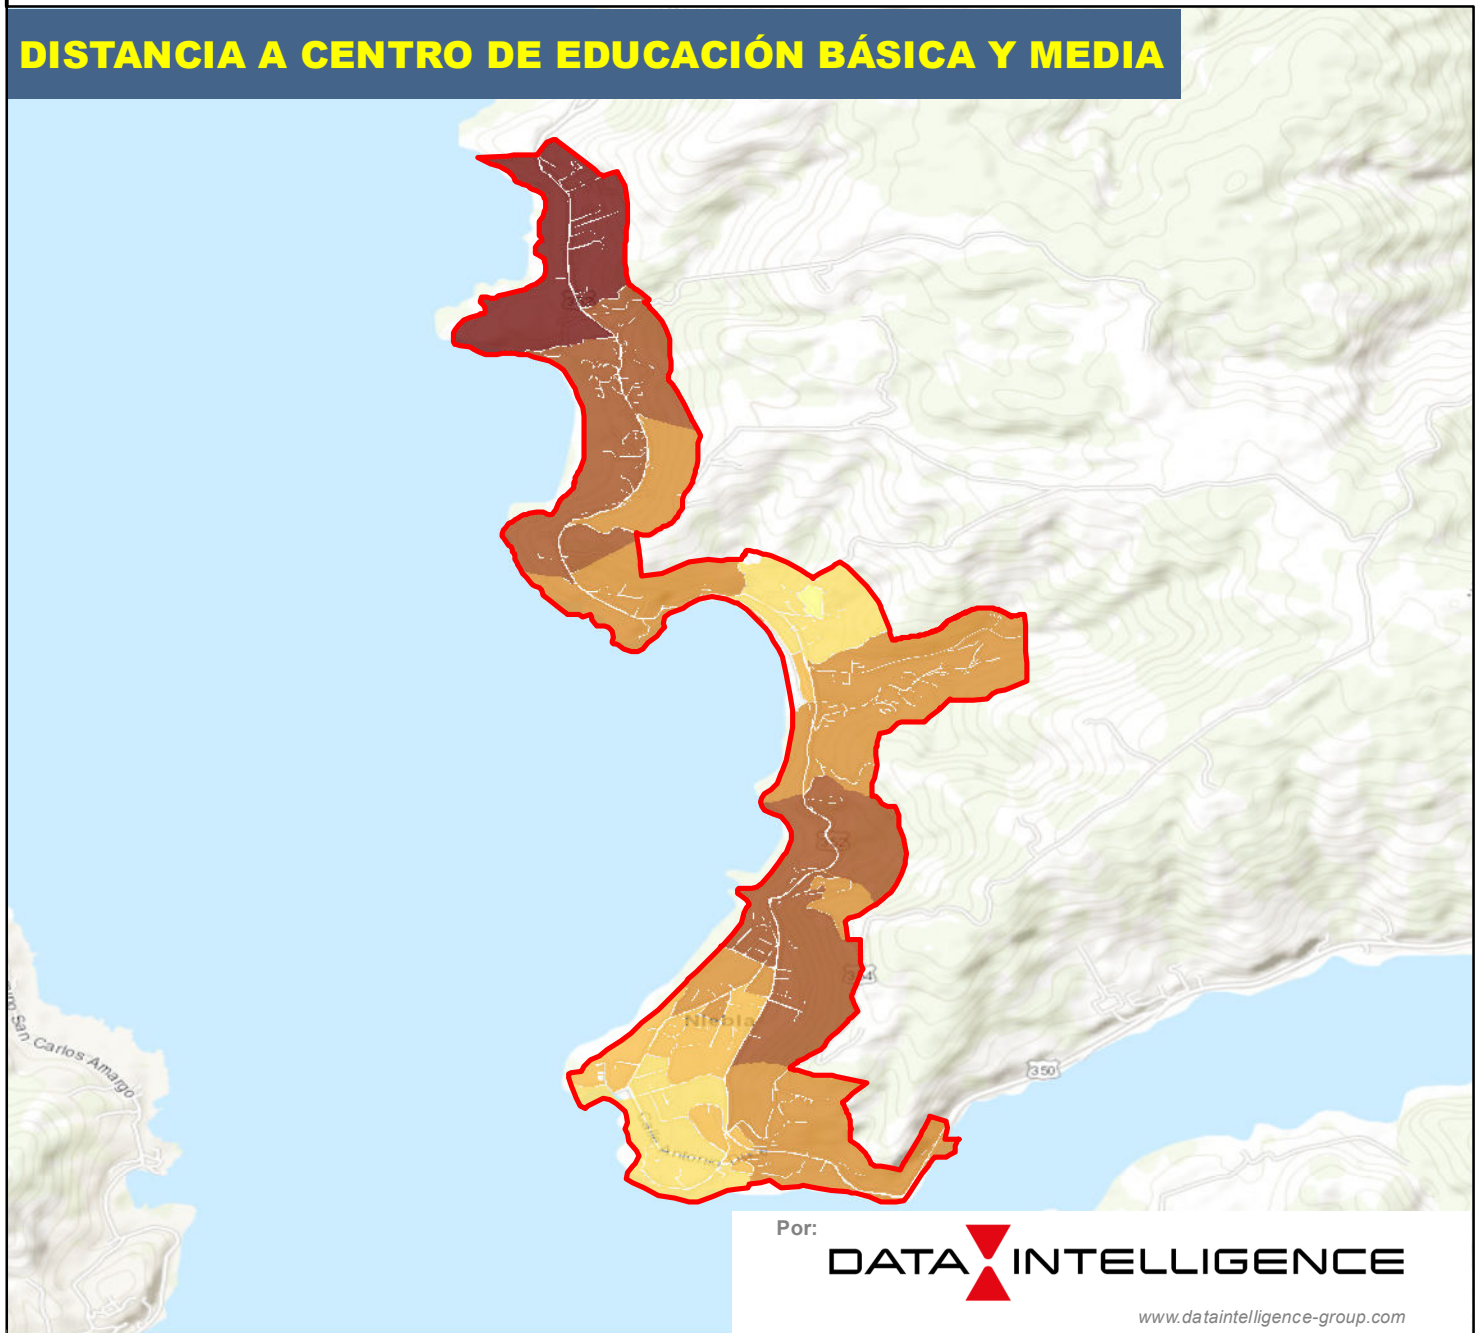 DISTANCIA A CENTRO DE EDUCACIÓN BÁSICA Y MEDIA
Niebla
San Carlos Amargo
350
Por:
DATA INTELLIGENCE
www.dataintelligence-group.com